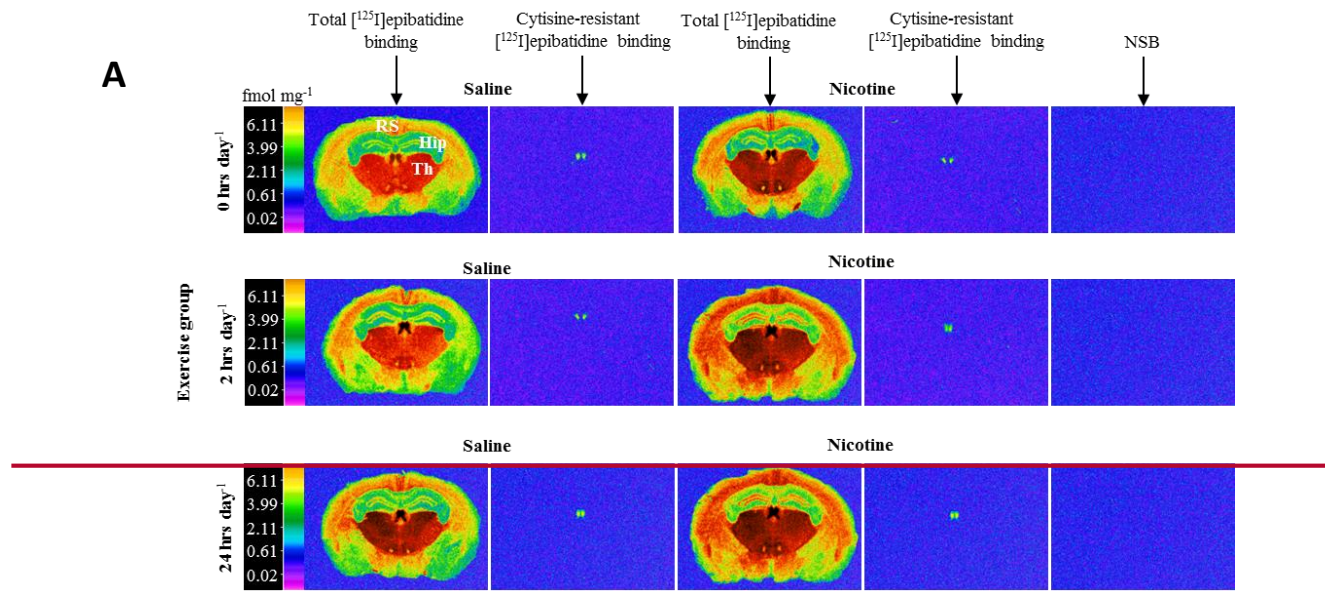 Total [¹²⁵I]epibatidine binding
Cytisine-resistant [¹²⁵I]epibatidine binding
Total [¹²⁵I]epibatidine binding
Cytisine-resistant [¹²⁵I]epibatidine binding
NSB
A
fmol mg⁻¹
Saline
Nicotine
Exercise group
0 hrs day⁻¹
6.11
3.99
2.11
0.61
0.02
RS
Hip
Th
Saline
Nicotine
2 hrs day⁻¹
6.11
3.99
2.11
0.61
0.02
Saline
Nicotine
24 hrs day⁻¹
6.11
3.99
2.11
0.61
0.02